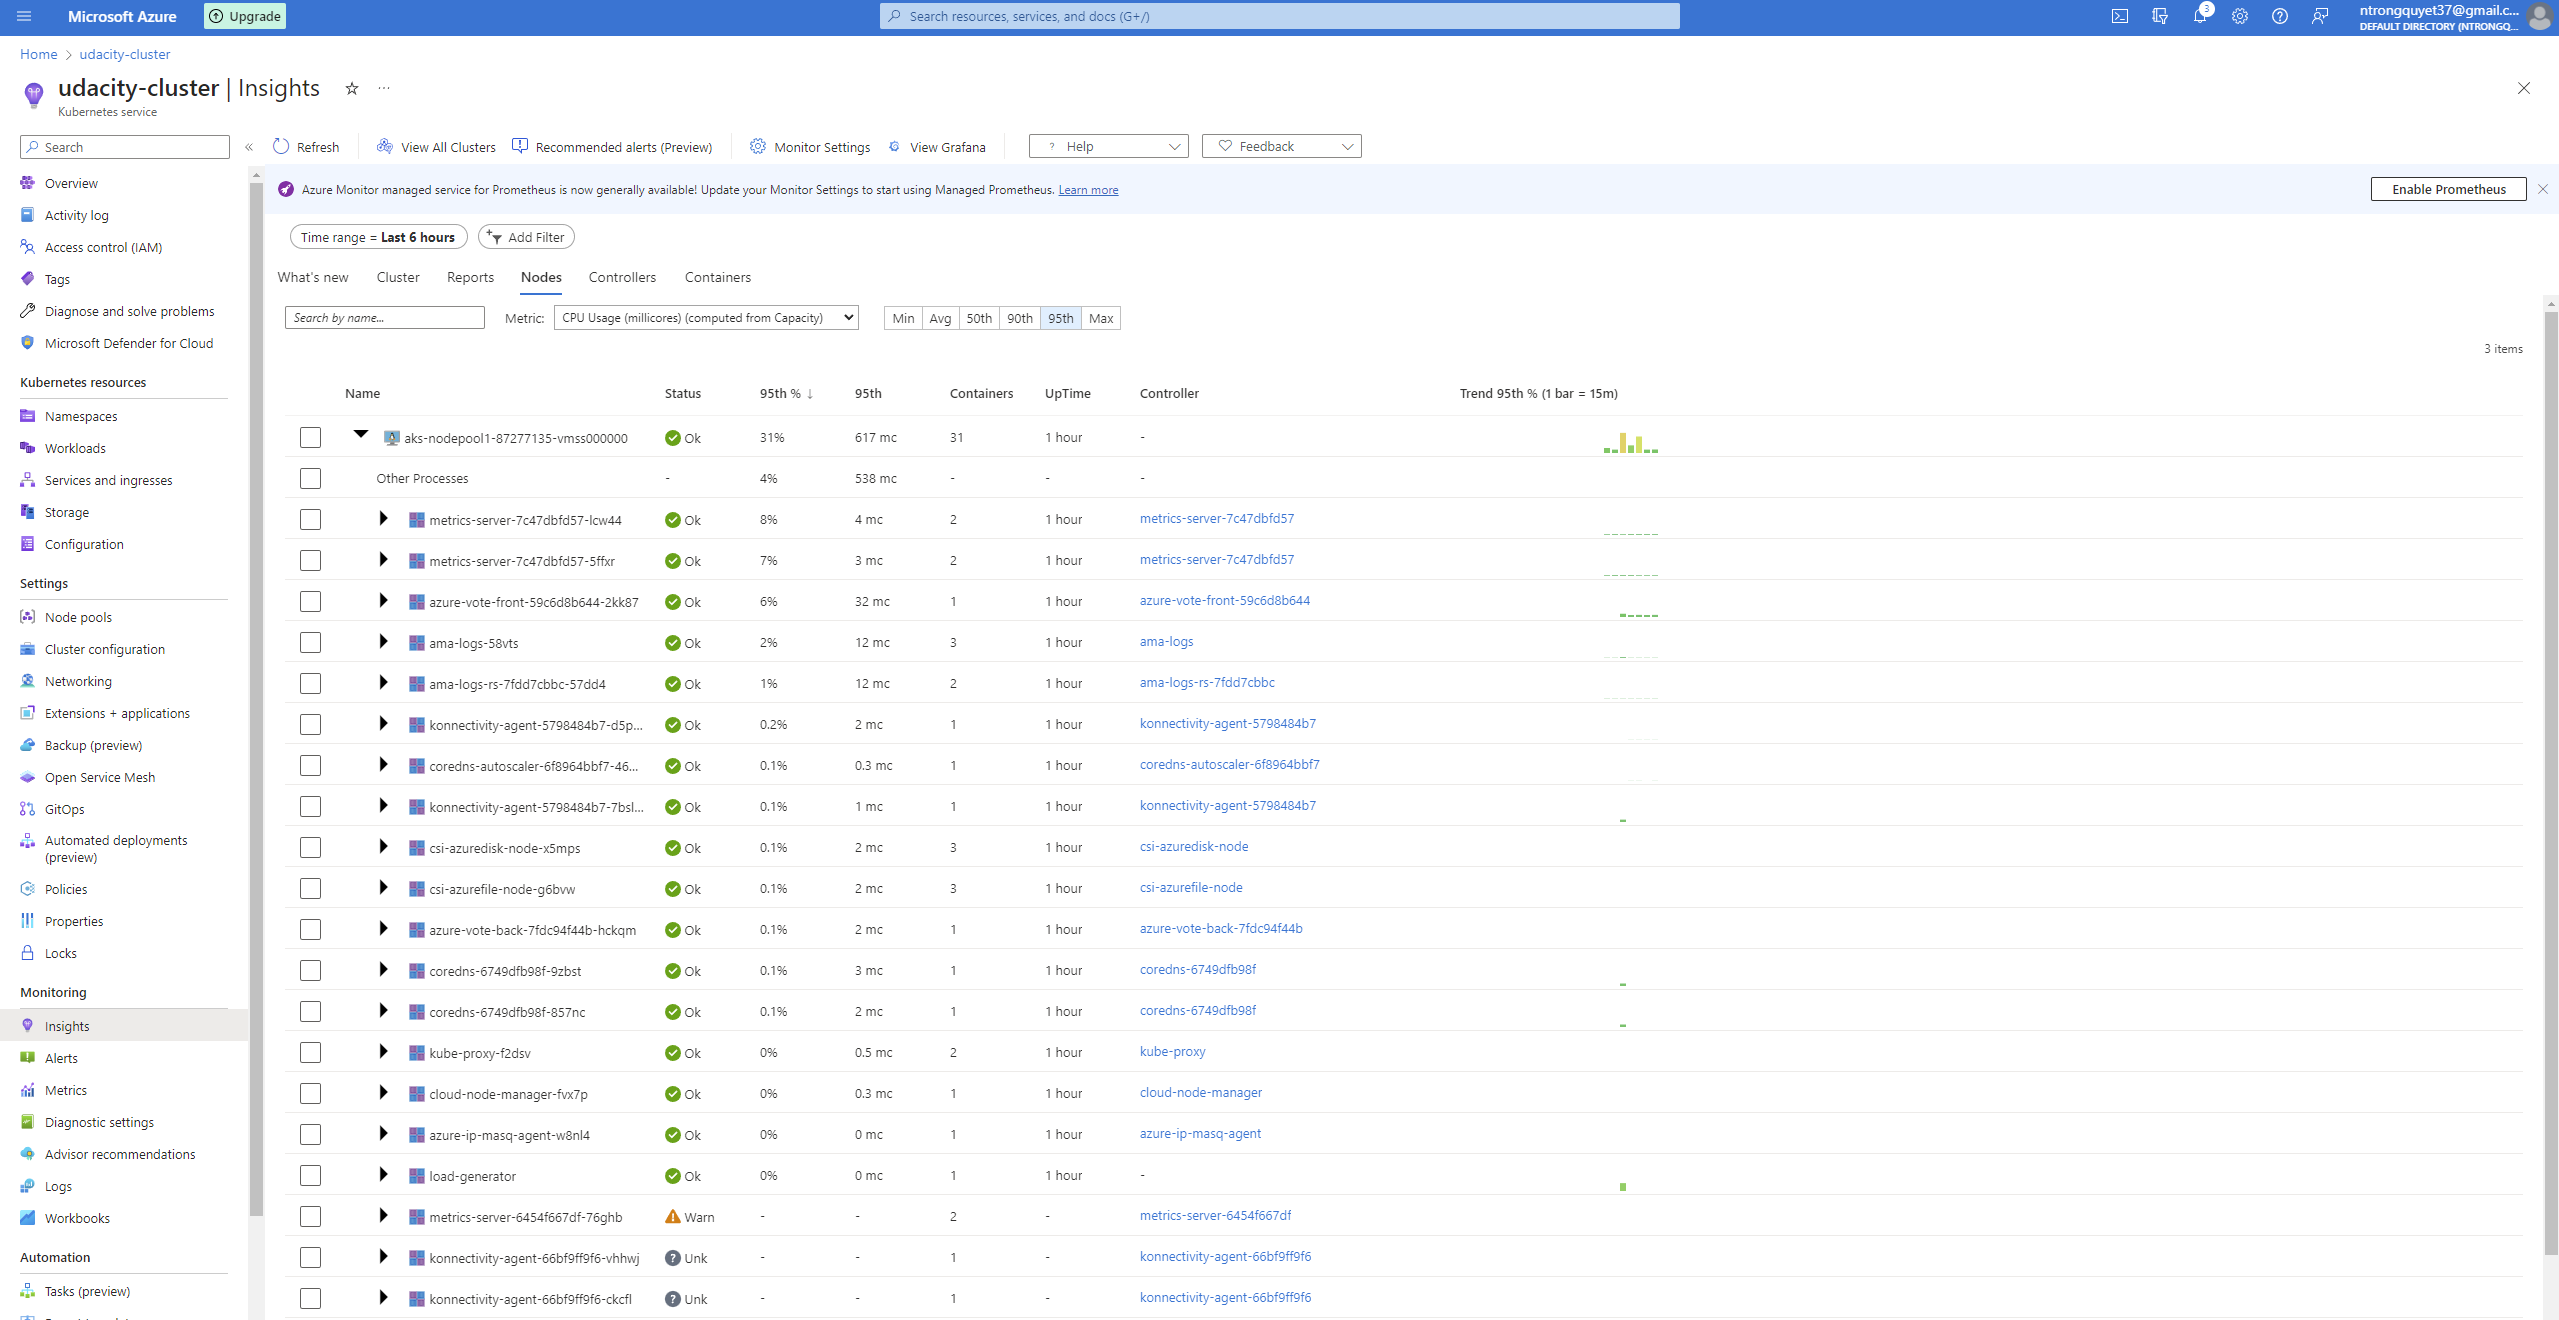 Microsoft Azure
Upgrade
Search resources, services, and docs (G+/)
3
ntrongquyet37@gmail.c...
DEFAULT DIRECTORY (NTRONGQ...
Home > udacity-cluster
udacity-cluster | Insights ☆ ...
Kubernetes service
Search
«
Refresh
View All Clusters
Recommended alerts (Preview)
Monitor Settings
View Grafana
? Help
Feedback
Azure Monitor managed service for Prometheus is now generally available! Update your Monitor Settings to start using Managed Prometheus. Learn more
Enable Prometheus
Time range = Last 6 hours
Add Filter
What's new Cluster Reports Nodes Controllers Containers
Search by name...
Metric: CPU Usage (millicores) (computed from Capacity)
Min Avg 50th 90th 95th Max
3 items
Name Status 95th % ↓ 95th Containers UpTime Controller Trend 95th % (1 bar = 15m)
aks-nodepool1-87277135-vmss000000 Ok 31% 617 mc 31 1 hour -
Other Processes - 4% 538 mc - - -
metrics-server-7c47dbfd57-lcw44 Ok 8% 4 mc 2 1 hour metrics-server-7c47dbfd57
metrics-server-7c47dbfd57-5ffxr Ok 7% 3 mc 2 1 hour metrics-server-7c47dbfd57
azure-vote-front-59c6d8b644-2kk87 Ok 6% 32 mc 1 1 hour azure-vote-front-59c6d8b644
ama-logs-58vts Ok 2% 12 mc 3 1 hour ama-logs
ama-logs-rs-7fdd7cbbc-57dd4 Ok 1% 12 mc 2 1 hour ama-logs-rs-7fdd7cbbc
konnectivity-agent-5798484b7-d5p... Ok 0.2% 2 mc 1 1 hour konnectivity-agent-5798484b7
coredns-autoscaler-6f8964bbf7-46... Ok 0.1% 0.3 mc 1 1 hour coredns-autoscaler-6f8964bbf7
konnectivity-agent-5798484b7-7bsl... Ok 0.1% 1 mc 1 1 hour konnectivity-agent-5798484b7
csi-azuredisk-node-x5mps Ok 0.1% 2 mc 3 1 hour csi-azuredisk-node
csi-azurefile-node-g6bvw Ok 0.1% 2 mc 3 1 hour csi-azurefile-node
azure-vote-back-7fdc94f44b-hckqm Ok 0.1% 2 mc 1 1 hour azure-vote-back-7fdc94f44b
coredns-6749dfb98f-9zbst Ok 0.1% 3 mc 1 1 hour coredns-6749dfb98f
coredns-6749dfb98f-857nc Ok 0.1% 2 mc 1 1 hour coredns-6749dfb98f
kube-proxy-f2dsv Ok 0% 0.5 mc 2 1 hour kube-proxy
cloud-node-manager-fvx7p Ok 0% 0.3 mc 1 1 hour cloud-node-manager
azure-ip-masq-agent-w8nl4 Ok 0% 0 mc 1 1 hour azure-ip-masq-agent
load-generator Ok 0% 0 mc 1 1 hour -
metrics-server-6454f667df-76ghb Warn - - 2 - metrics-server-6454f667df
konnectivity-agent-66bf9ff9f6-vhhwj Unk - - 1 - konnectivity-agent-66bf9ff9f6
konnectivity-agent-66bf9ff9f6-ckcfl Unk - - 1 - konnectivity-agent-66bf9ff9f6
Overview
Activity log
Access control (IAM)
Tags
Diagnose and solve problems
Microsoft Defender for Cloud
Kubernetes resources
Namespaces
Workloads
Services and ingresses
Storage
Configuration
Settings
Node pools
Cluster configuration
Networking
Extensions + applications
Backup (preview)
Open Service Mesh
GitOps
Automated deployments
(preview)
Policies
Properties
Locks
Monitoring
Insights
Alerts
Metrics
Diagnostic settings
Advisor recommendations
Logs
Workbooks
Automation
Tasks (preview)